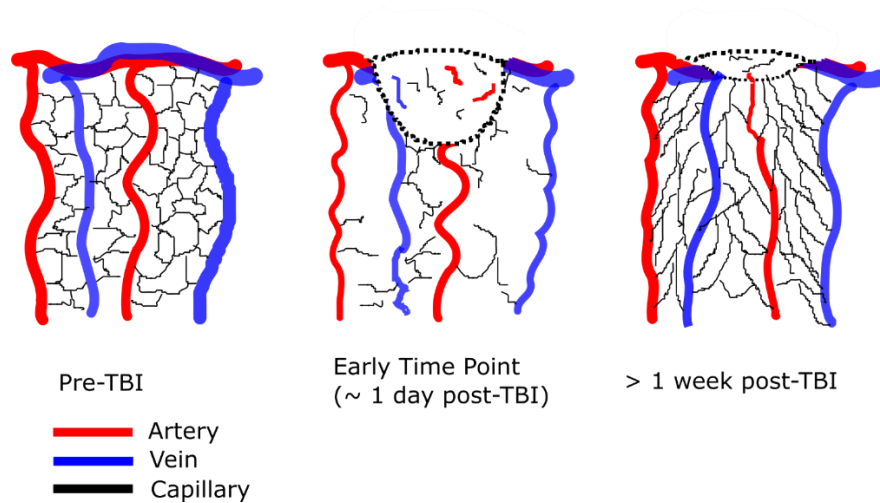 Pre-TBI
Early Time Point
(~ 1 day post-TBI)
> 1 week post-TBI
Artery
Vein
Capillary